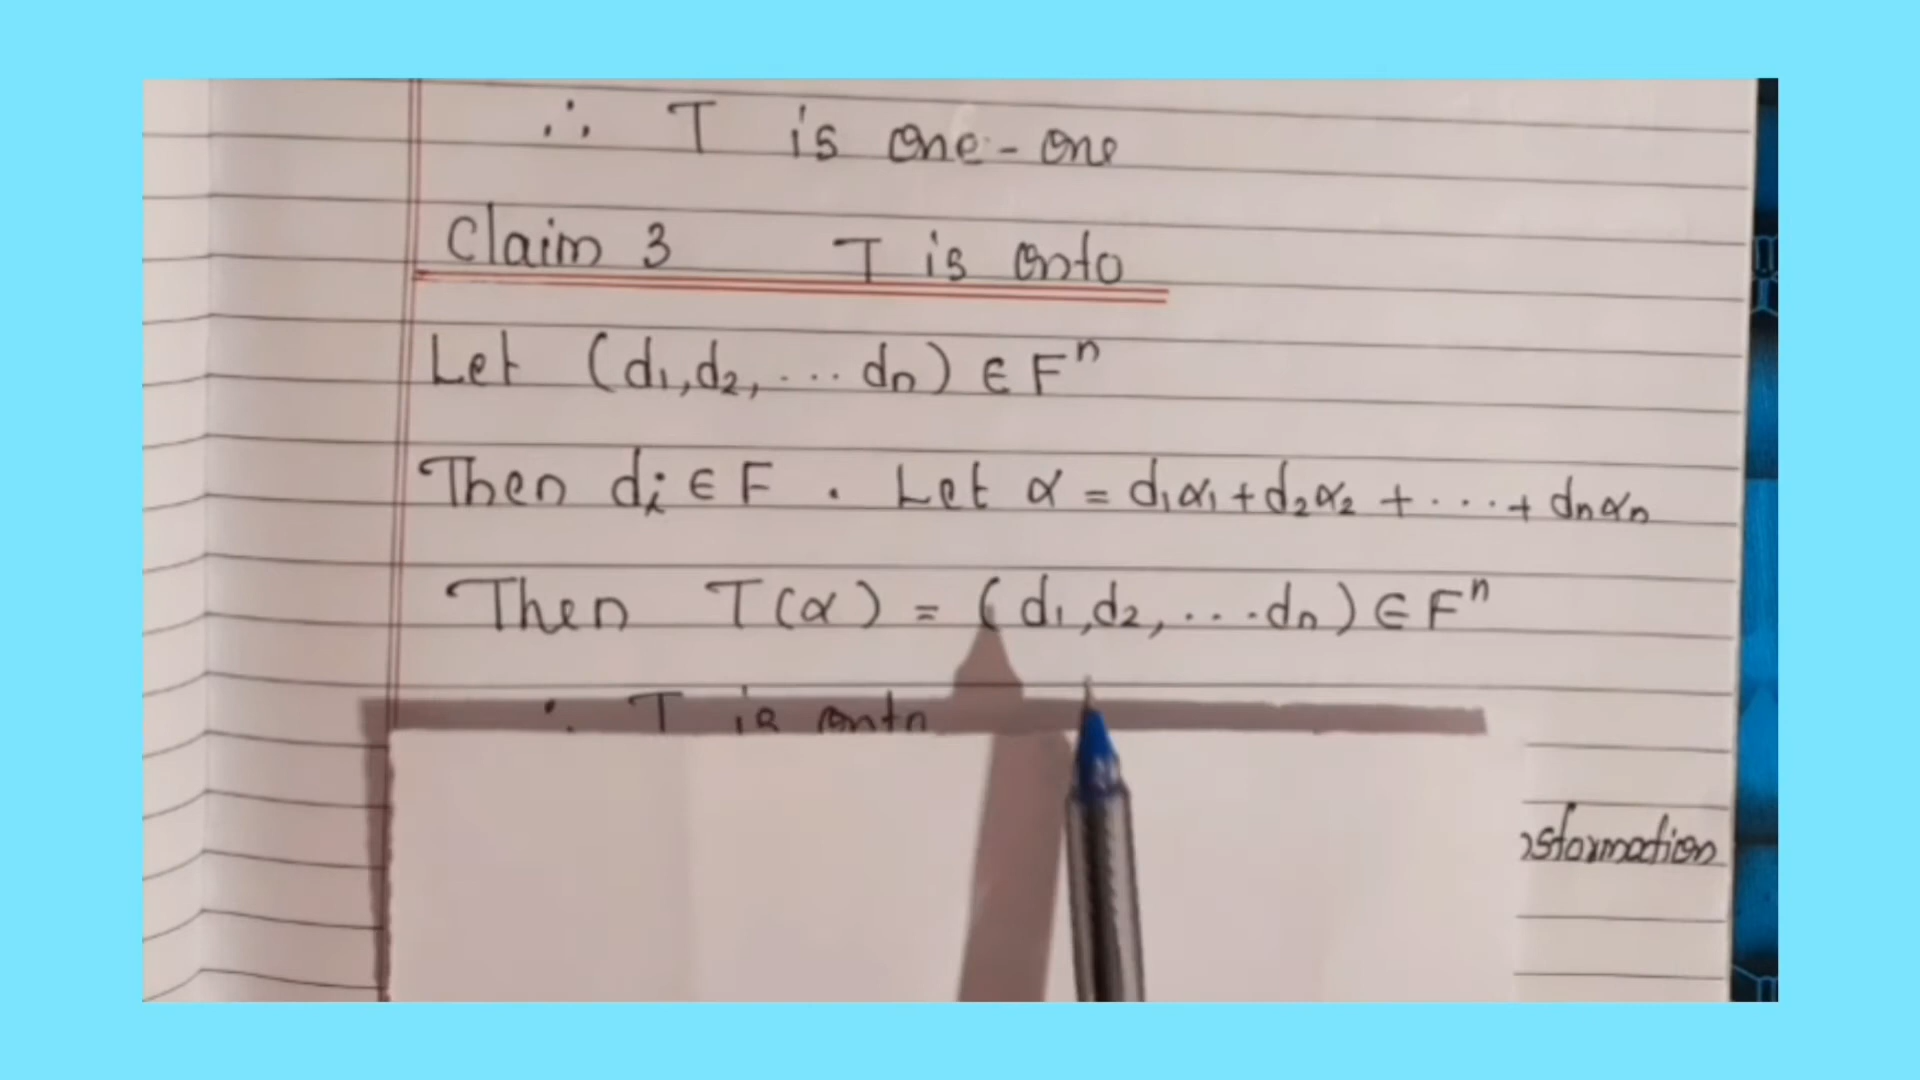 ∴ T is one-one
Claim 3 T is onto
Let (d₁,d₂, ... dₙ) ∈ Fⁿ
Then dᵢ ∈ F . Let α = d₁α₁ + d₂α₂ + ... + dₙαₙ
Then T(α) = (d₁,d₂, ... dₙ) ∈ Fⁿ
∴ T is onto